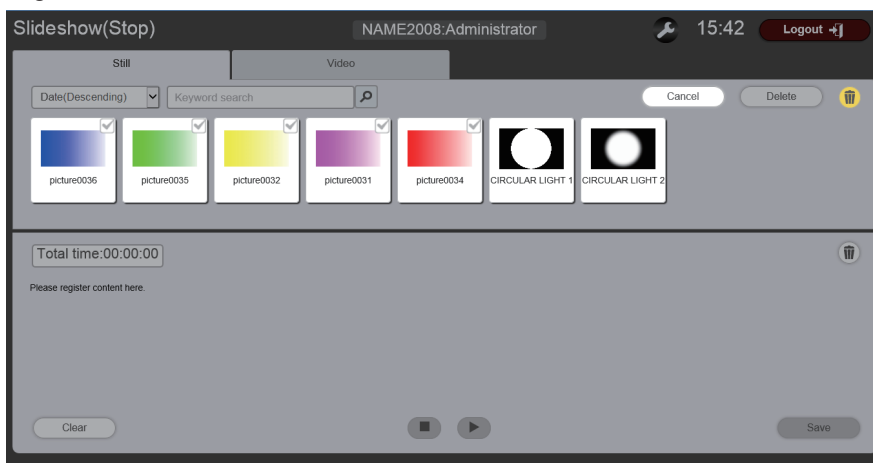 Slideshow(Stop)
NAME2008:Administrator
15:42
Logout
Still
Video
Date(Descending)
Keyword search
Cancel
Delete
picture0036
picture0035
picture0032
picture0031
picture0034
CIRCULAR LIGHT 1
CIRCULAR LIGHT 2
Total time:00:00:00
Please register content here.
Clear
Save